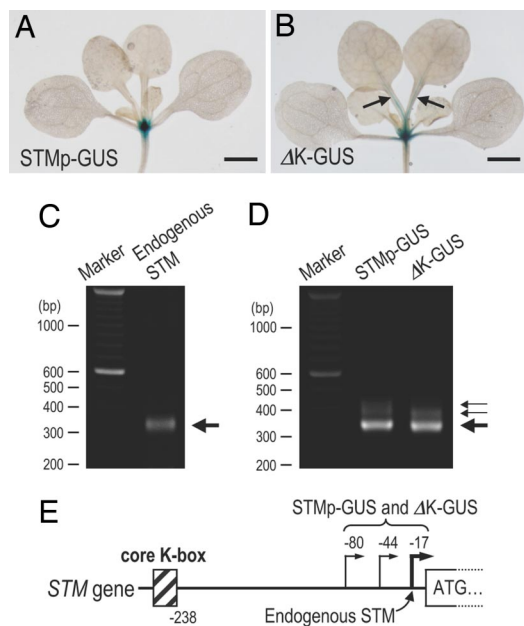 A
B
STMp-GUS
ΔK-GUS
C
D
Marker
Endogenous
STM
Marker
STMp-GUS
ΔK-GUS
(bp)
1000
600
500
400
300
200
(bp)
1000
600
500
400
300
200
E
STMp-GUS and ΔK-GUS
-80 -44 -17
core K-box
STM gene
ATG...
-238
Endogenous STM